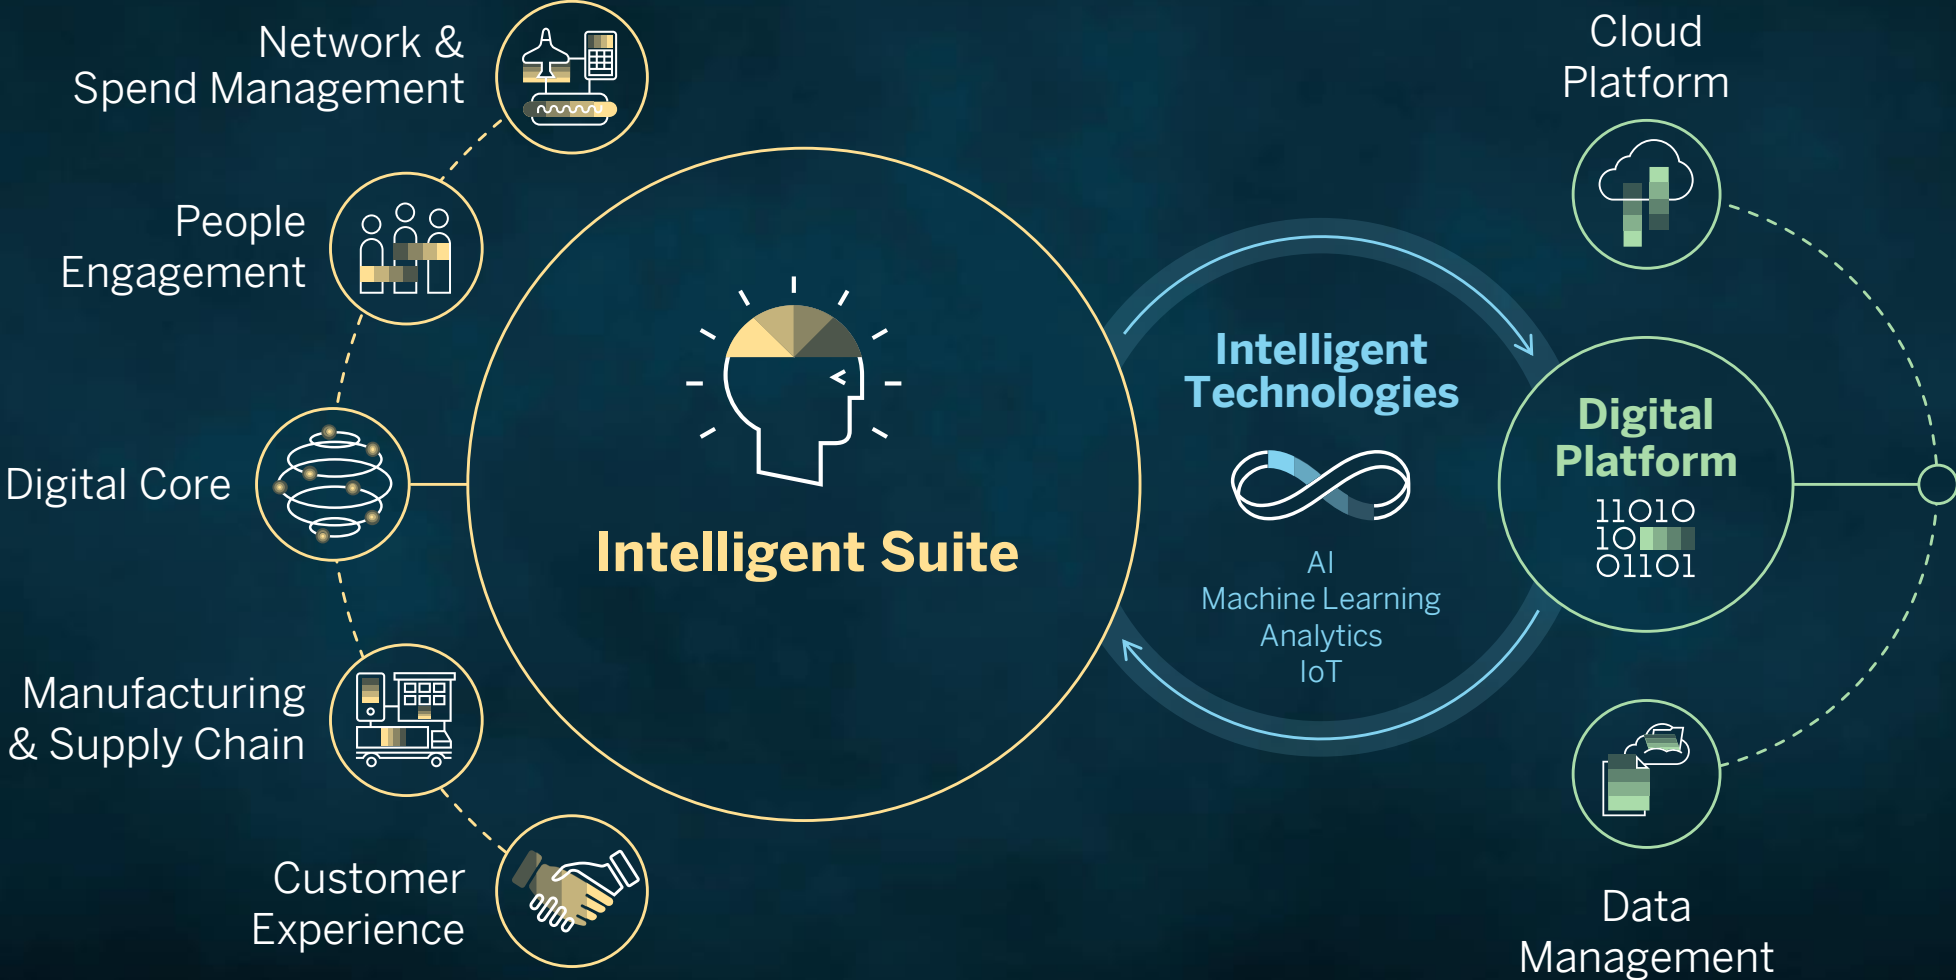 Network &
Spend Management
People
Engagement
Digital Core
Manufacturing
& Supply Chain
Customer
Experience
Intelligent Suite
Intelligent
Technologies
AI
Machine Learning
Analytics
IoT
Cloud
Platform
Digital
Platform
11010
10
01101
Data
Management